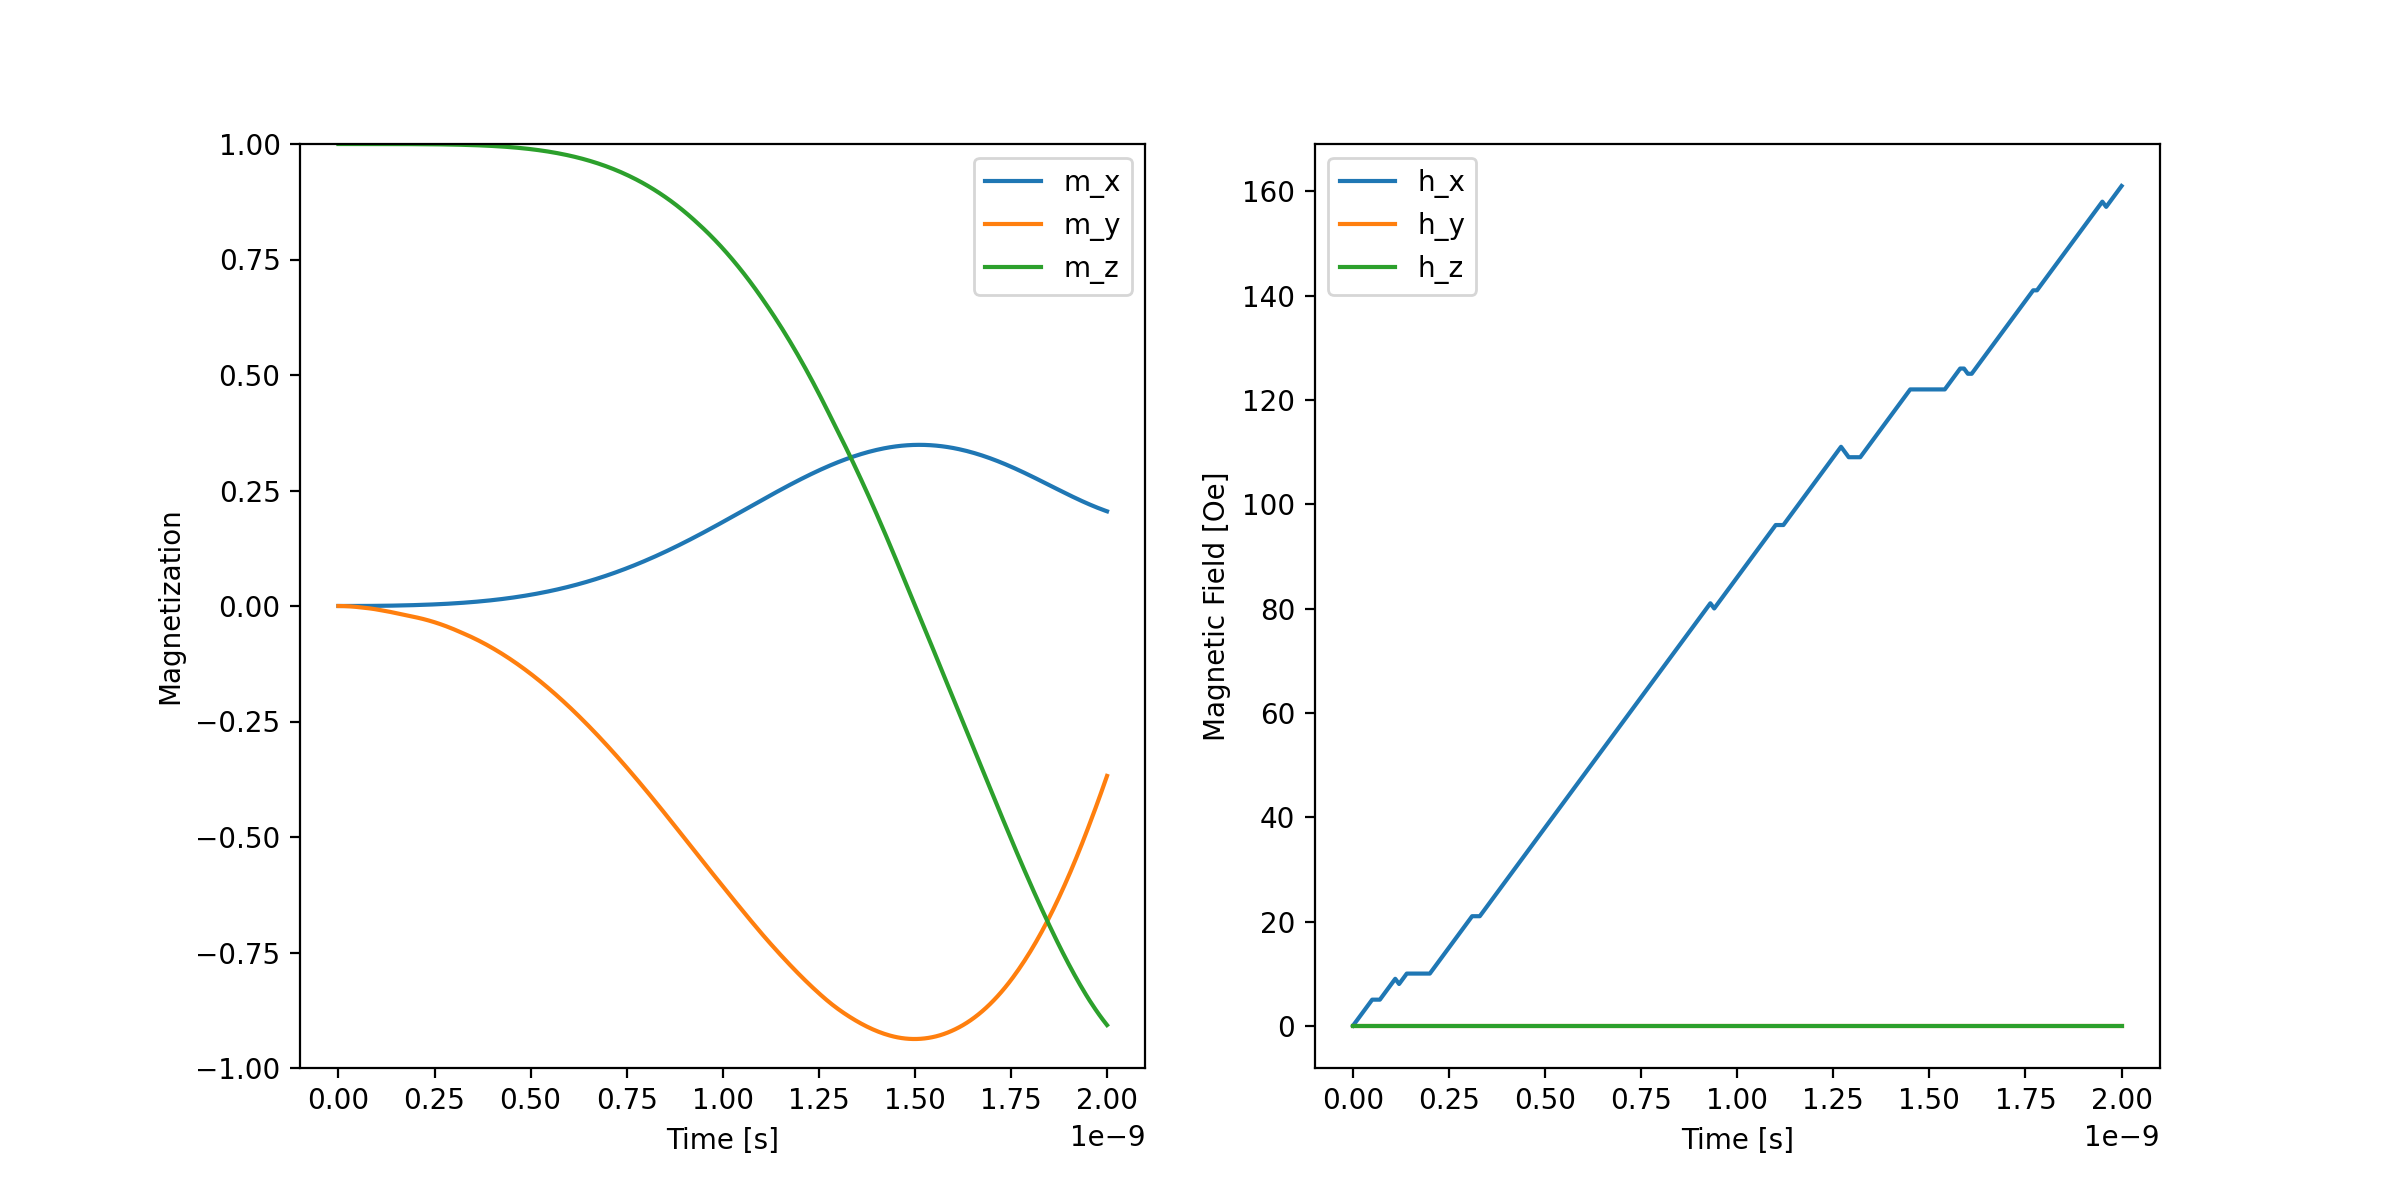 1.00
0.75
0.50
0.25
0.00
−0.25
−0.50
−0.75
−1.00
Magnetization
m_x
m_y
m_z
0.00 0.25 0.50 0.75 1.00 1.25 1.50 1.75 2.00
Time [s]
1e−9
160
140
120
100
80
60
40
20
0
Magnetic Field [Oe]
h_x
h_y
h_z
0.00 0.25 0.50 0.75 1.00 1.25 1.50 1.75 2.00
Time [s]
1e−9